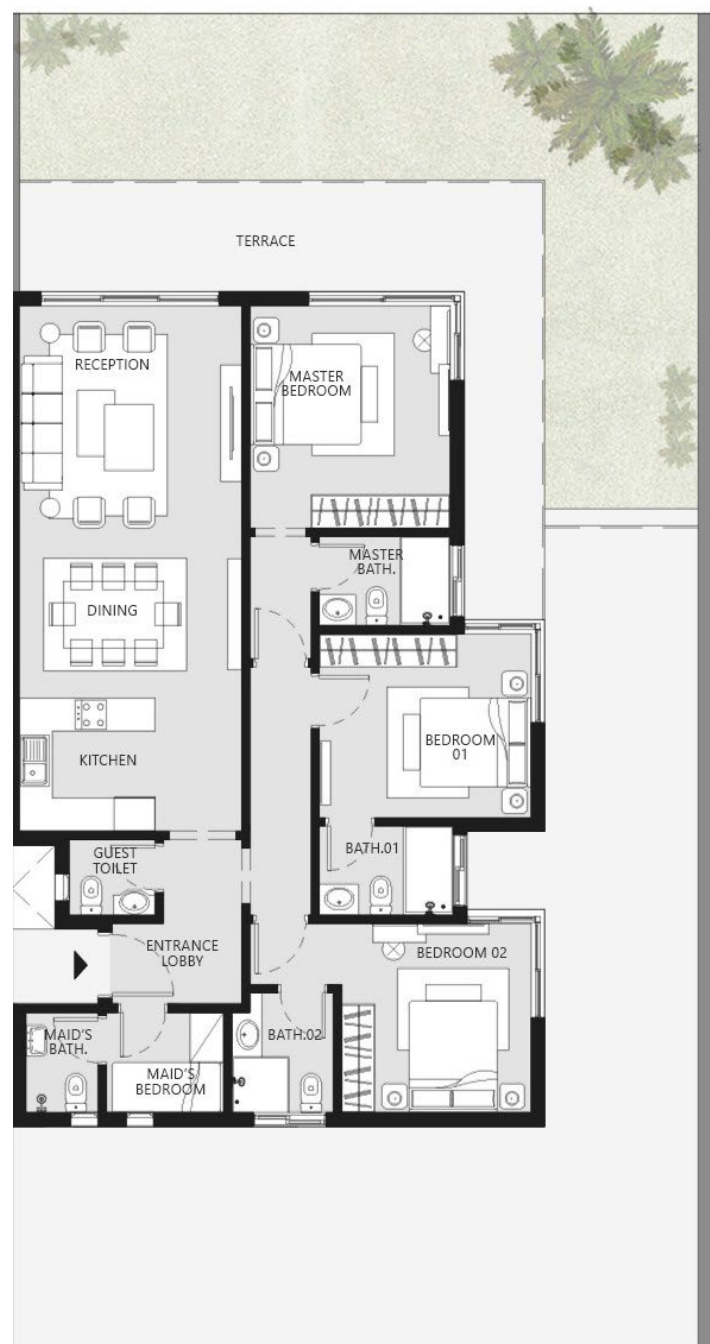 TERRACE
RECEPTION
MASTER
BEDROOM
MASTER
BATH.
DINING
BEDROOM
01
KITCHEN
BATH.01
GUEST
TOILET
ENTRANCE
LOBBY
BEDROOM 02
MAID'S
BATH.
BATH.02
MAID'S
BEDROOM